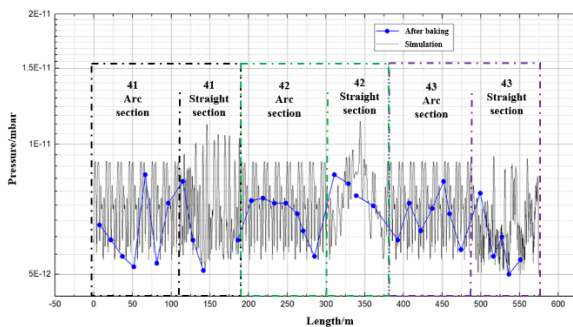 2E-11
After baking
Simulation
1.5E-11
41 41 42 42 43 43
Arc Straight Arc Straight Arc Straight
section section section section section section
1E-11
Pressure/mbar
5E-12
-50 0 50 100 150 200 250 300 350 400 450 500 550 600
Length/m